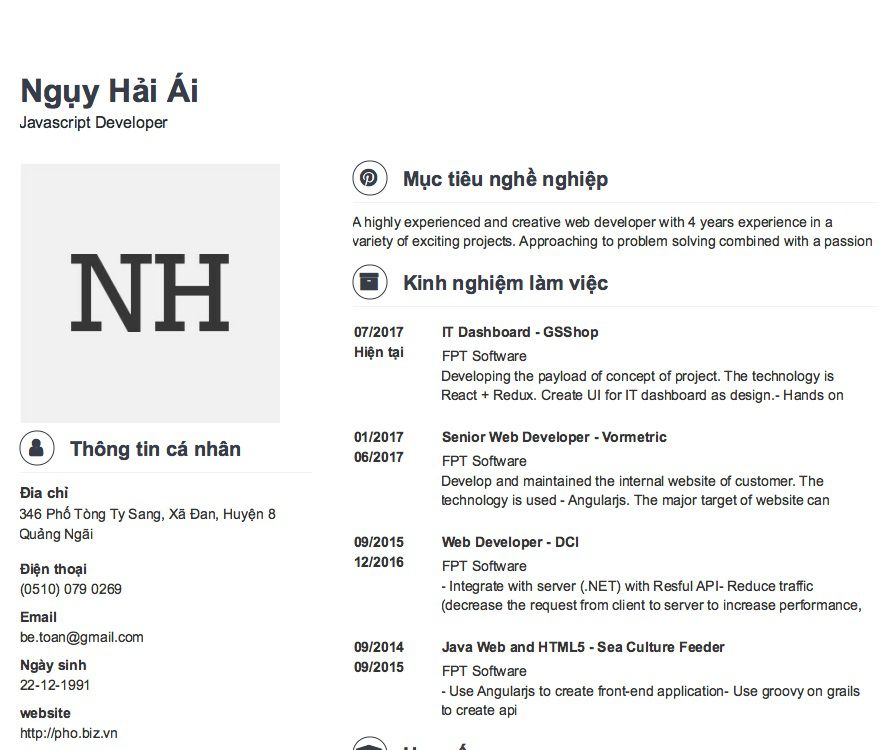 Ngụy Hải Ái
Javascript Developer
NH
Thông tin cá nhân
Đia chỉ
346 Phố Tòng Ty Sang, Xã Đan, Huyện 8
Quảng Ngãi
Điện thoại
(0510) 079 0269
Email
be.toan@gmail.com
Ngày sinh
22-12-1991
website
http://pho.biz.vn
Mục tiêu nghề nghiệp
A highly experienced and creative web developer with 4 years experience in a
variety of exciting projects. Approaching to problem solving combined with a passion
Kinh nghiệm làm việc
07/2017
Hiện tại
IT Dashboard - GSShop
FPT Software
Developing the payload of concept of project. The technology is
React + Redux. Create UI for IT dashboard as design.- Hands on
01/2017
06/2017
Senior Web Developer - Vormetric
FPT Software
Develop and maintained the internal website of customer. The
technology is used - Angularjs. The major target of website can
09/2015
12/2016
Web Developer - DCI
FPT Software
- Integrate with server (.NET) with Resful API- Reduce traffic
(decrease the request from client to server to increase performance,
09/2014
09/2015
Java Web and HTML5 - Sea Culture Feeder
FPT Software
- Use Angularjs to create front-end application- Use groovy on grails
to create api